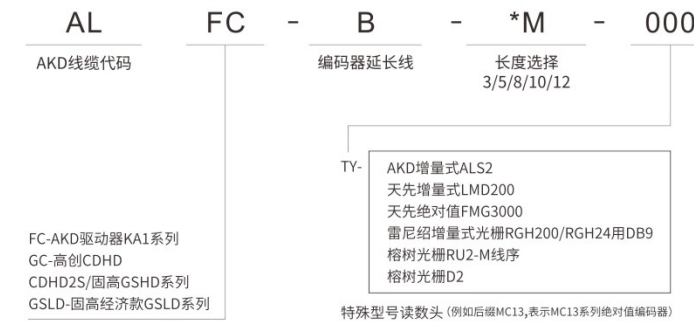 AL FC - B - *M - 000
AKD线缆代码 编码器延长线 长度选择
3/5/8/10/12
TY- AKD增量式ALS2
天先增量式LMD200
天先绝对值FMG3000
雷尼绍增量式光栅RGH200/RGH24用DB9
榕树光栅RU2-M线序
榕树光栅D2
FC-AKD驱动器KA1系列
GC-高创CDHD
CDHD2S/固高GSHD系列
GSLD-固高经济款GSLD系列
特殊型号读数头(例如后缀MC13,表示MC13系列绝对值编码器)